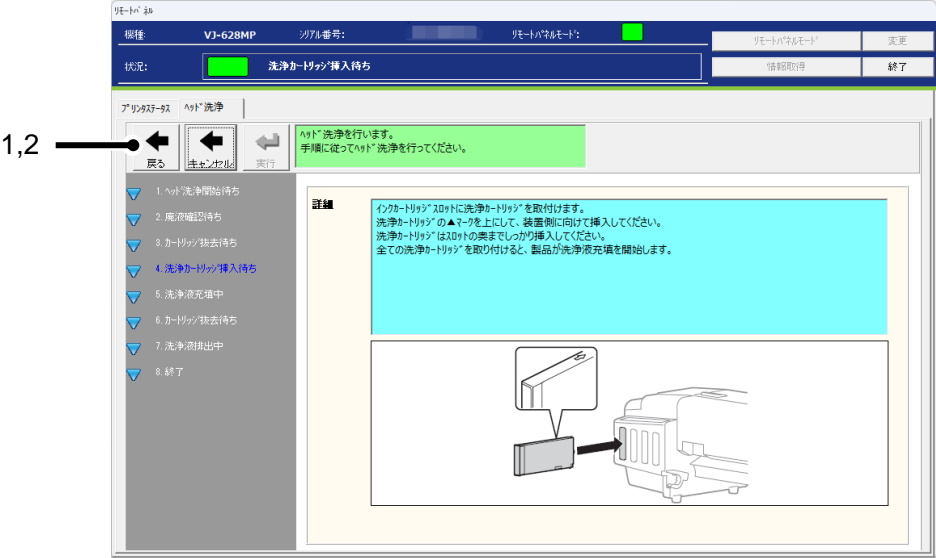 ﾘﾓｰﾄﾊﾟﾈﾙ
機種: VJ-628MP ｼﾘｱﾙ番号: ﾘﾓｰﾄﾊﾟﾈﾙﾓｰﾄﾞ: ﾘﾓｰﾄﾊﾟﾈﾙﾓｰﾄﾞ 変更
状況: 洗浄ｶｰﾄﾘｯｼﾞ挿入待ち 情報取得 終了
ﾌﾟﾘﾝﾀｽﾃｰﾀｽ ﾍｯﾄﾞ洗浄
1,2
戻る ｷｬﾝｾﾙ 実行
ﾍｯﾄﾞ洗浄を行います。
手順に従ってﾍｯﾄﾞ洗浄を行ってください。
1. ﾍｯﾄﾞ洗浄開始待ち
2. 廃液確認待ち
3. ｶｰﾄﾘｯｼﾞ抜去待ち
4. 洗浄ｶｰﾄﾘｯｼﾞ挿入待ち
5. 洗浄液充填中
6. ｶｰﾄﾘｯｼﾞ抜去待ち
7. 洗浄液排出中
8. 終了
詳細
ｲﾝｸｶｰﾄﾘｯｼﾞｽﾛｯﾄに洗浄ｶｰﾄﾘｯｼﾞを取付けます。
洗浄ｶｰﾄﾘｯｼﾞの▲ﾏｰｸを上にして、装置側に向けて挿入してください。
洗浄ｶｰﾄﾘｯｼﾞはｽﾛｯﾄの奥までしっかり挿入してください。
全ての洗浄ｶｰﾄﾘｯｼﾞを取り付けると、製品が洗浄液充填を開始します。